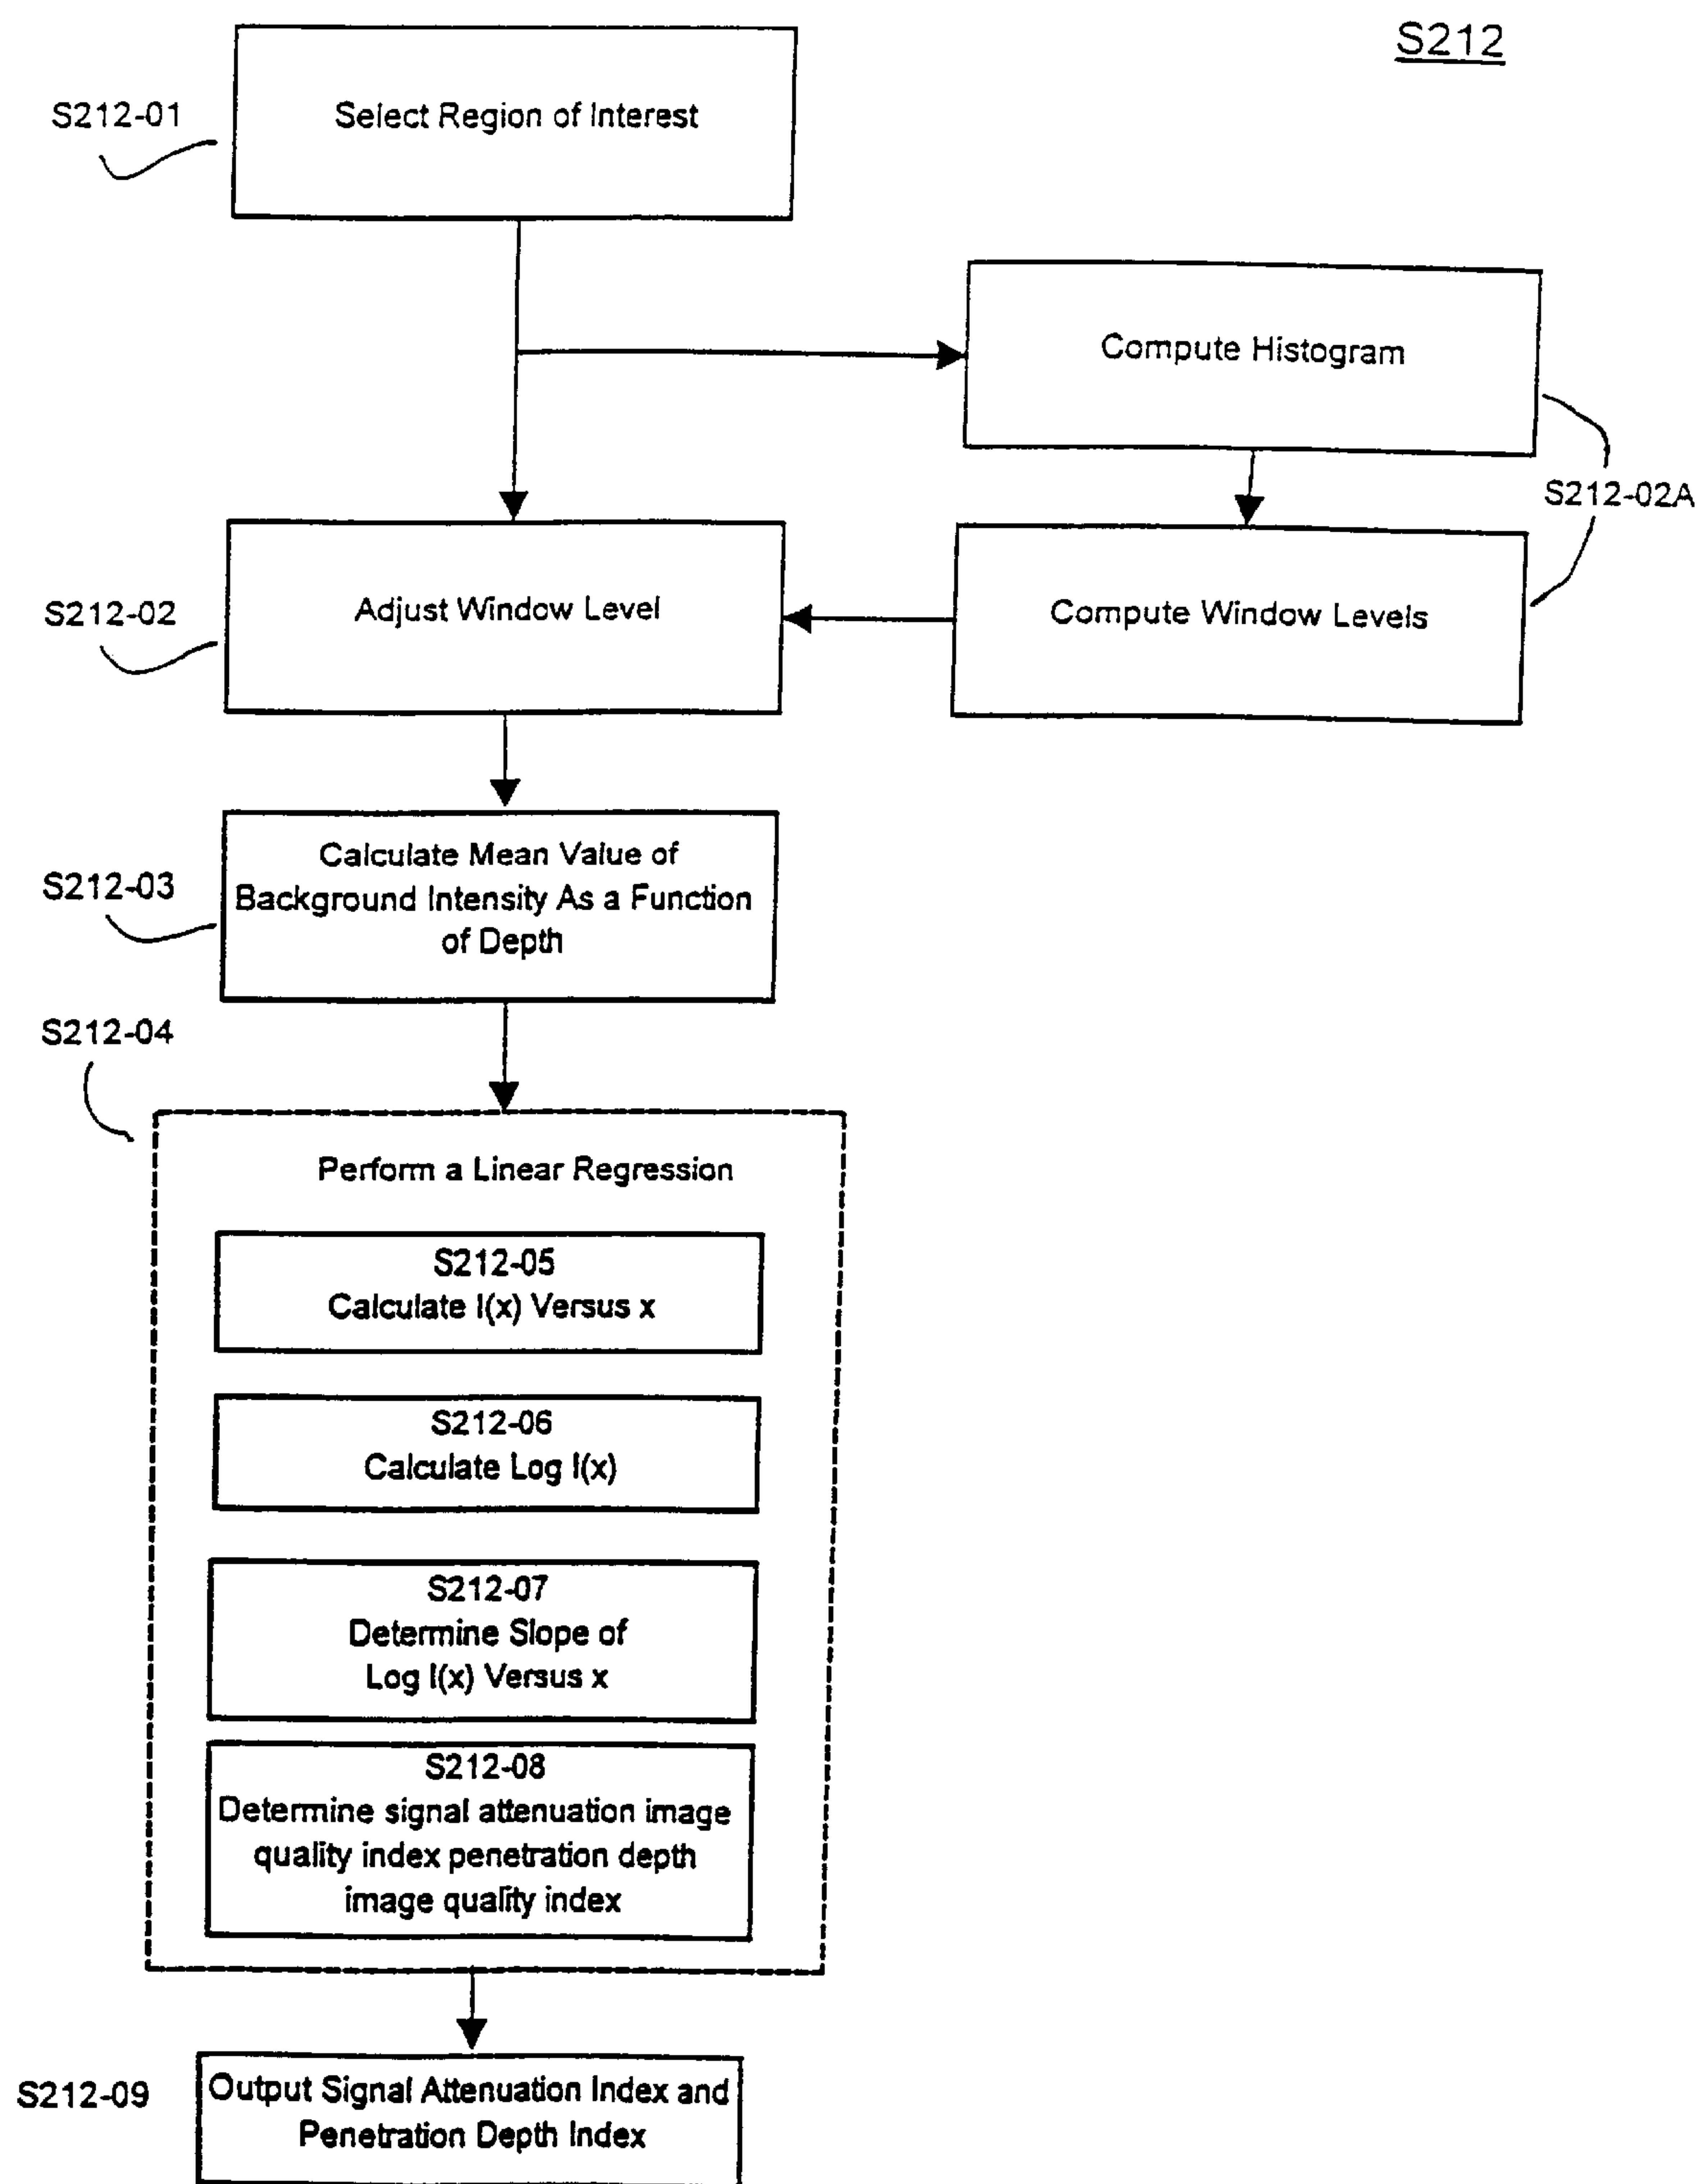 S212
S212-01
Select Region of Interest
Compute Histogram
S212-02A
S212-02
Adjust Window Level
Compute Window Levels
S212-03
Calculate Mean Value of
Background Intensity As a Function
of Depth
S212-04
Perform a Linear Regression
S212-05
Calculate I(x) Versus x
S212-06
Calculate Log I(x)
S212-07
Determine Slope of
Log I(x) Versus x
S212-08
Determine signal attenuation image
quality index penetration depth
image quality index
S212-09
Output Signal Attenuation Index and
Penetration Depth Index